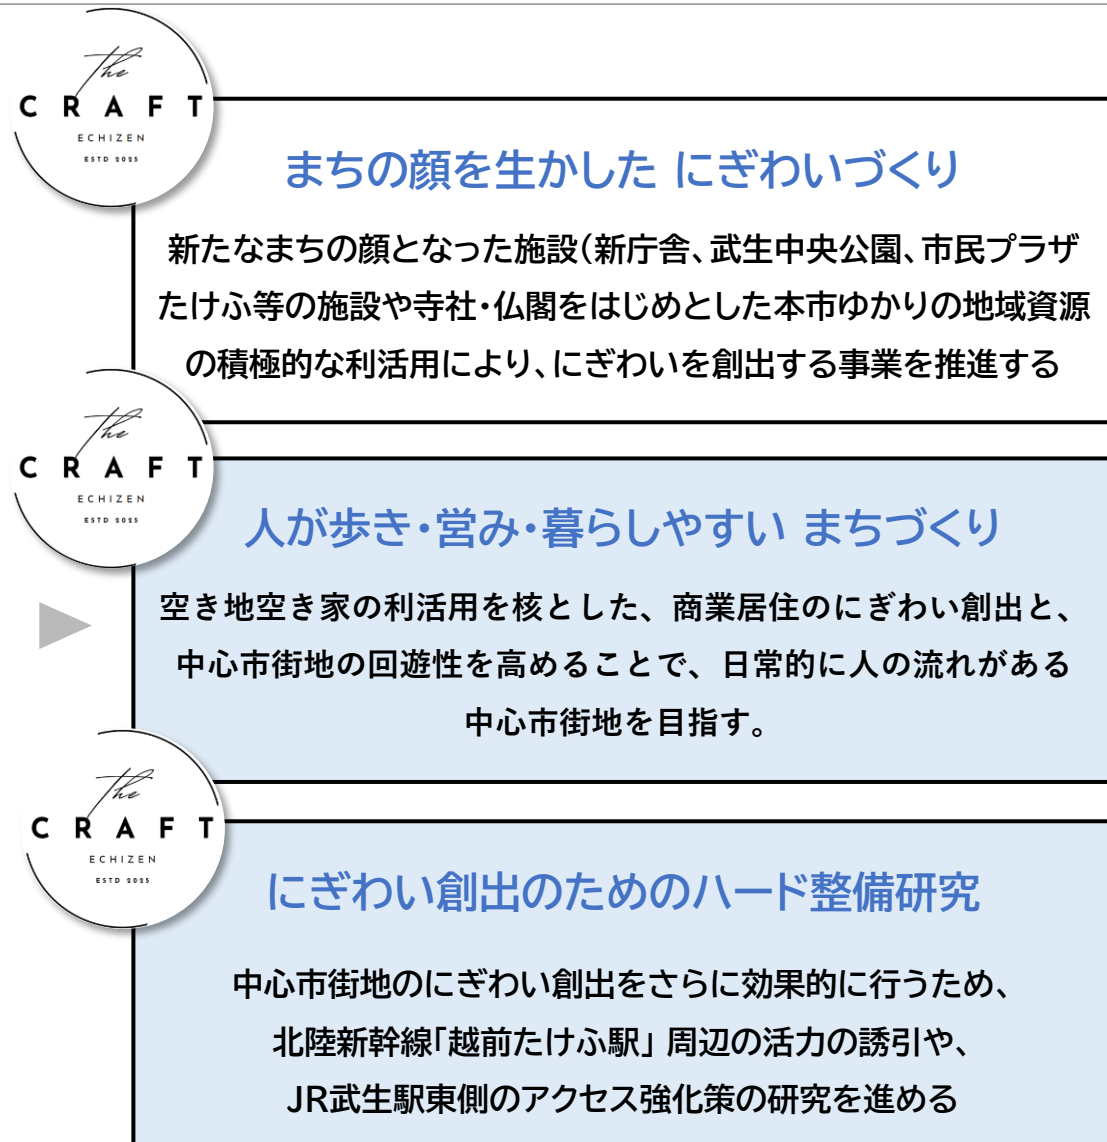 the
CRAFT
ECHIZEN
ESTD 2025
まちの顔を生かした にぎわいづくり
新たなまちの顔となった施設(新庁舎、武生中央公園、市民プラザ
たけふ等の施設や寺社・仏閣をはじめとした本市ゆかりの地域資源
の積極的な利活用により、にぎわいを創出する事業を推進する
the
CRAFT
ECHIZEN
ESTD 2025
人が歩き・営み・暮らしやすい まちづくり
空き地空き家の利活用を核とした、商業居住のにぎわい創出と、
中心市街地の回遊性を高めることで、日常的に人の流れがある
中心市街地を目指す。
the
CRAFT
ECHIZEN
ESTD 2025
にぎわい創出のためのハード整備研究
中心市街地のにぎわい創出をさらに効果的に行うため、
北陸新幹線「越前たけふ駅」 周辺の活力の誘引や、
JR武生駅東側のアクセス強化策の研究を進める